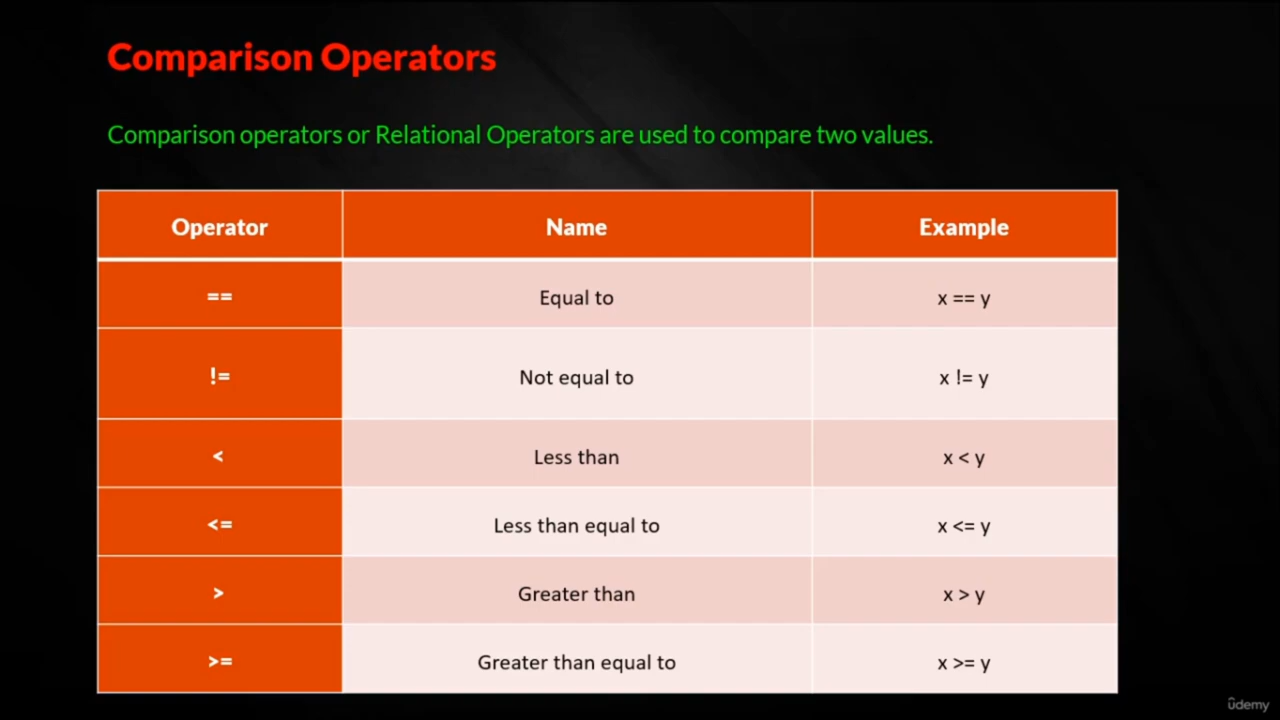 Comparison Operators
Comparison operators or Relational Operators are used to compare two values.
Operator Name Example
== Equal to x == y
!= Not equal to x != y
< Less than x < y
<= Less than equal to x <= y
> Greater than x > y
>= Greater than equal to x >= y
ûdemy